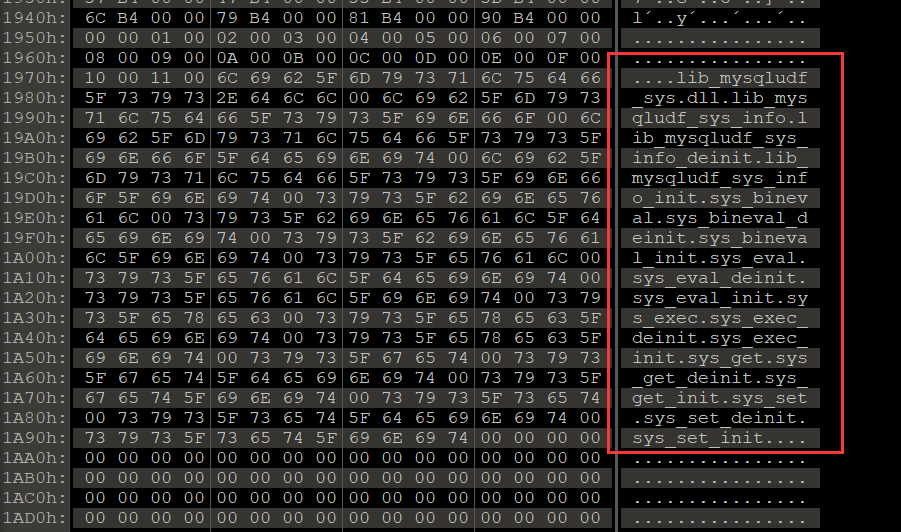 1940h: 6C B4 00 00 79 B4 00 00 81 B4 00 00 90 B4 00 00 l´..y´...´...´..
1950h: 00 00 01 00 02 00 03 00 04 00 05 00 06 00 07 00 ................
1960h: 08 00 09 00 0A 00 0B 00 0C 00 0D 00 0E 00 0F 00 ................
1970h: 10 00 11 00 6C 69 62 5F 6D 79 73 71 6C 75 64 66 ....lib_mysqludf
1980h: 5F 73 79 73 2E 64 6C 6C 00 6C 69 62 5F 6D 79 73 _sys.dll.lib_mys
1990h: 71 6C 75 64 66 5F 73 79 73 5F 69 6E 66 6F 00 6C qludf_sys_info.l
19A0h: 69 62 5F 6D 79 73 71 6C 75 64 66 5F 73 79 73 5F ib_mysqludf_sys_
19B0h: 69 6E 66 6F 5F 64 65 69 6E 69 74 00 6C 69 62 5F info_deinit.lib_
19C0h: 6D 79 73 71 6C 75 64 66 5F 73 79 73 5F 69 6E 66 mysqludf_sys_inf
19D0h: 6F 5F 69 6E 69 74 00 73 79 73 5F 62 69 6E 65 76 o_init.sys_binev
19E0h: 61 6C 00 73 79 73 5F 62 69 6E 65 76 61 6C 5F 64 al.sys_bineval_d
19F0h: 65 69 6E 69 74 00 73 79 73 5F 62 69 6E 65 76 61 einit.sys_bineva
1A00h: 6C 5F 69 6E 69 74 00 73 79 73 5F 65 76 61 6C 00 l_init.sys_eval.
1A10h: 73 79 73 5F 65 76 61 6C 5F 64 65 69 6E 69 74 00 sys_eval_deinit.
1A20h: 73 79 73 5F 65 76 61 6C 5F 69 6E 69 74 00 73 79 sys_eval_init.sy
1A30h: 73 5F 65 78 65 63 00 73 79 73 5F 65 78 65 63 5F s_exec.sys_exec_
1A40h: 64 65 69 6E 69 74 00 73 79 73 5F 65 78 65 63 5F deinit.sys_exec_
1A50h: 69 6E 69 74 00 73 79 73 5F 67 65 74 00 73 79 73 init.sys_get.sys
1A60h: 5F 67 65 74 5F 64 65 69 6E 69 74 00 73 79 73 5F _get_deinit.sys_
1A70h: 67 65 74 5F 69 6E 69 74 00 73 79 73 5F 73 65 74 get_init.sys_set
1A80h: 00 73 79 73 5F 73 65 74 5F 64 65 69 6E 69 74 00 .sys_set_deinit.
1A90h: 73 79 73 5F 73 65 74 5F 69 6E 69 74 00 00 00 00 sys_set_init....
1AA0h: 00 00 00 00 00 00 00 00 00 00 00 00 00 00 00 00 ................
1AB0h: 00 00 00 00 00 00 00 00 00 00 00 00 00 00 00 00 ................
1AC0h: 00 00 00 00 00 00 00 00 00 00 00 00 00 00 00 00 ................
1AD0h: 00 00 00 00 00 00 00 00 00 00 00 00 00 00 00 00 ................